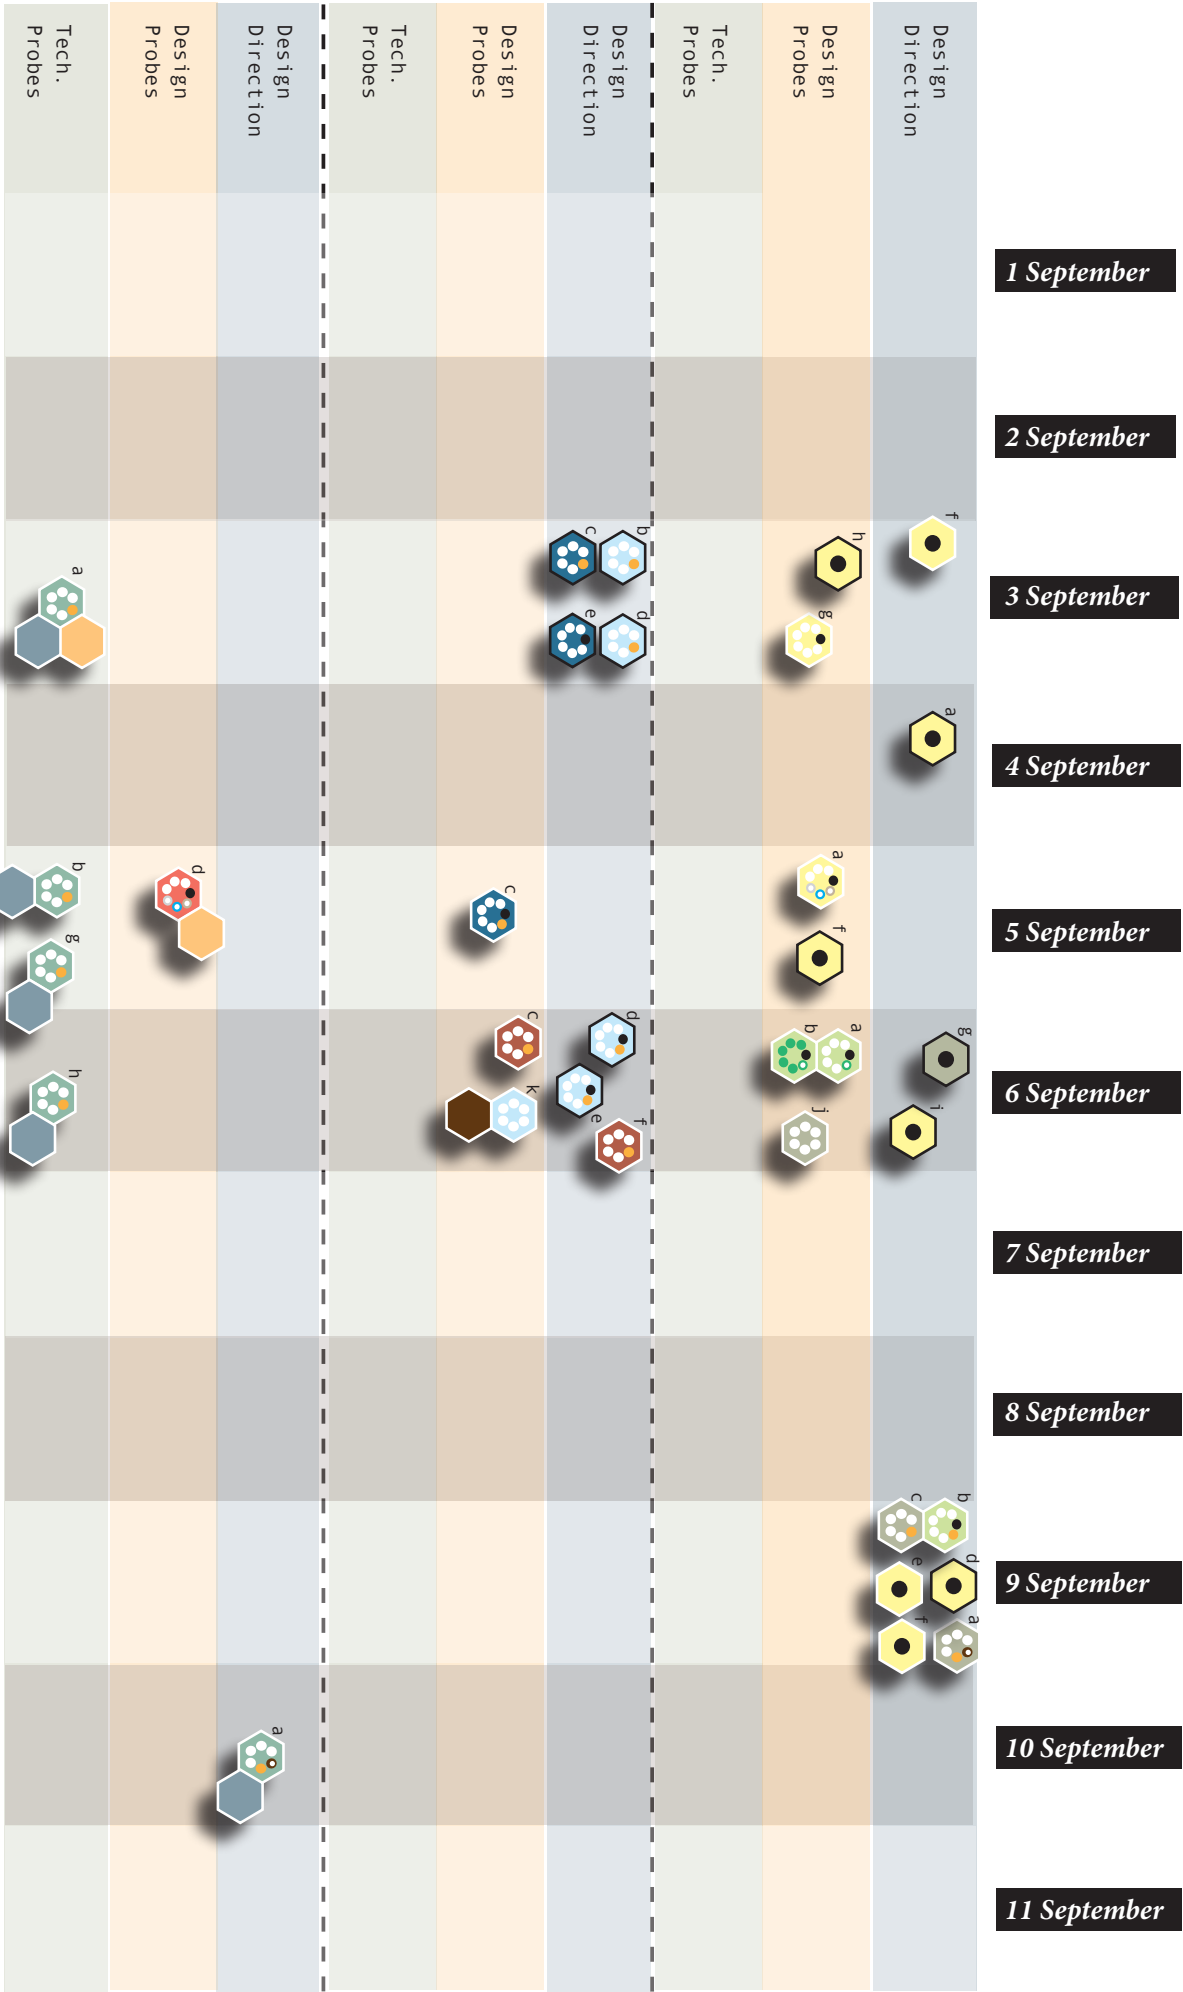 Tech.
Probes
Design
Probes
Design
Direction
Tech.
Probes
Design
Probes
Design
Direction
Tech.
Probes
Design
Probes
Design
Direction
1 September
2 September
f
b
c
h
a
3 September
g
d
e
a
4 September
a
b
d
c
5 September
f
g
a
b
g
d
c
h
6 September
k
i
j
e
f
7 September
8 September
b
c
d
e
9 September
a
f
a
10 September
11 September